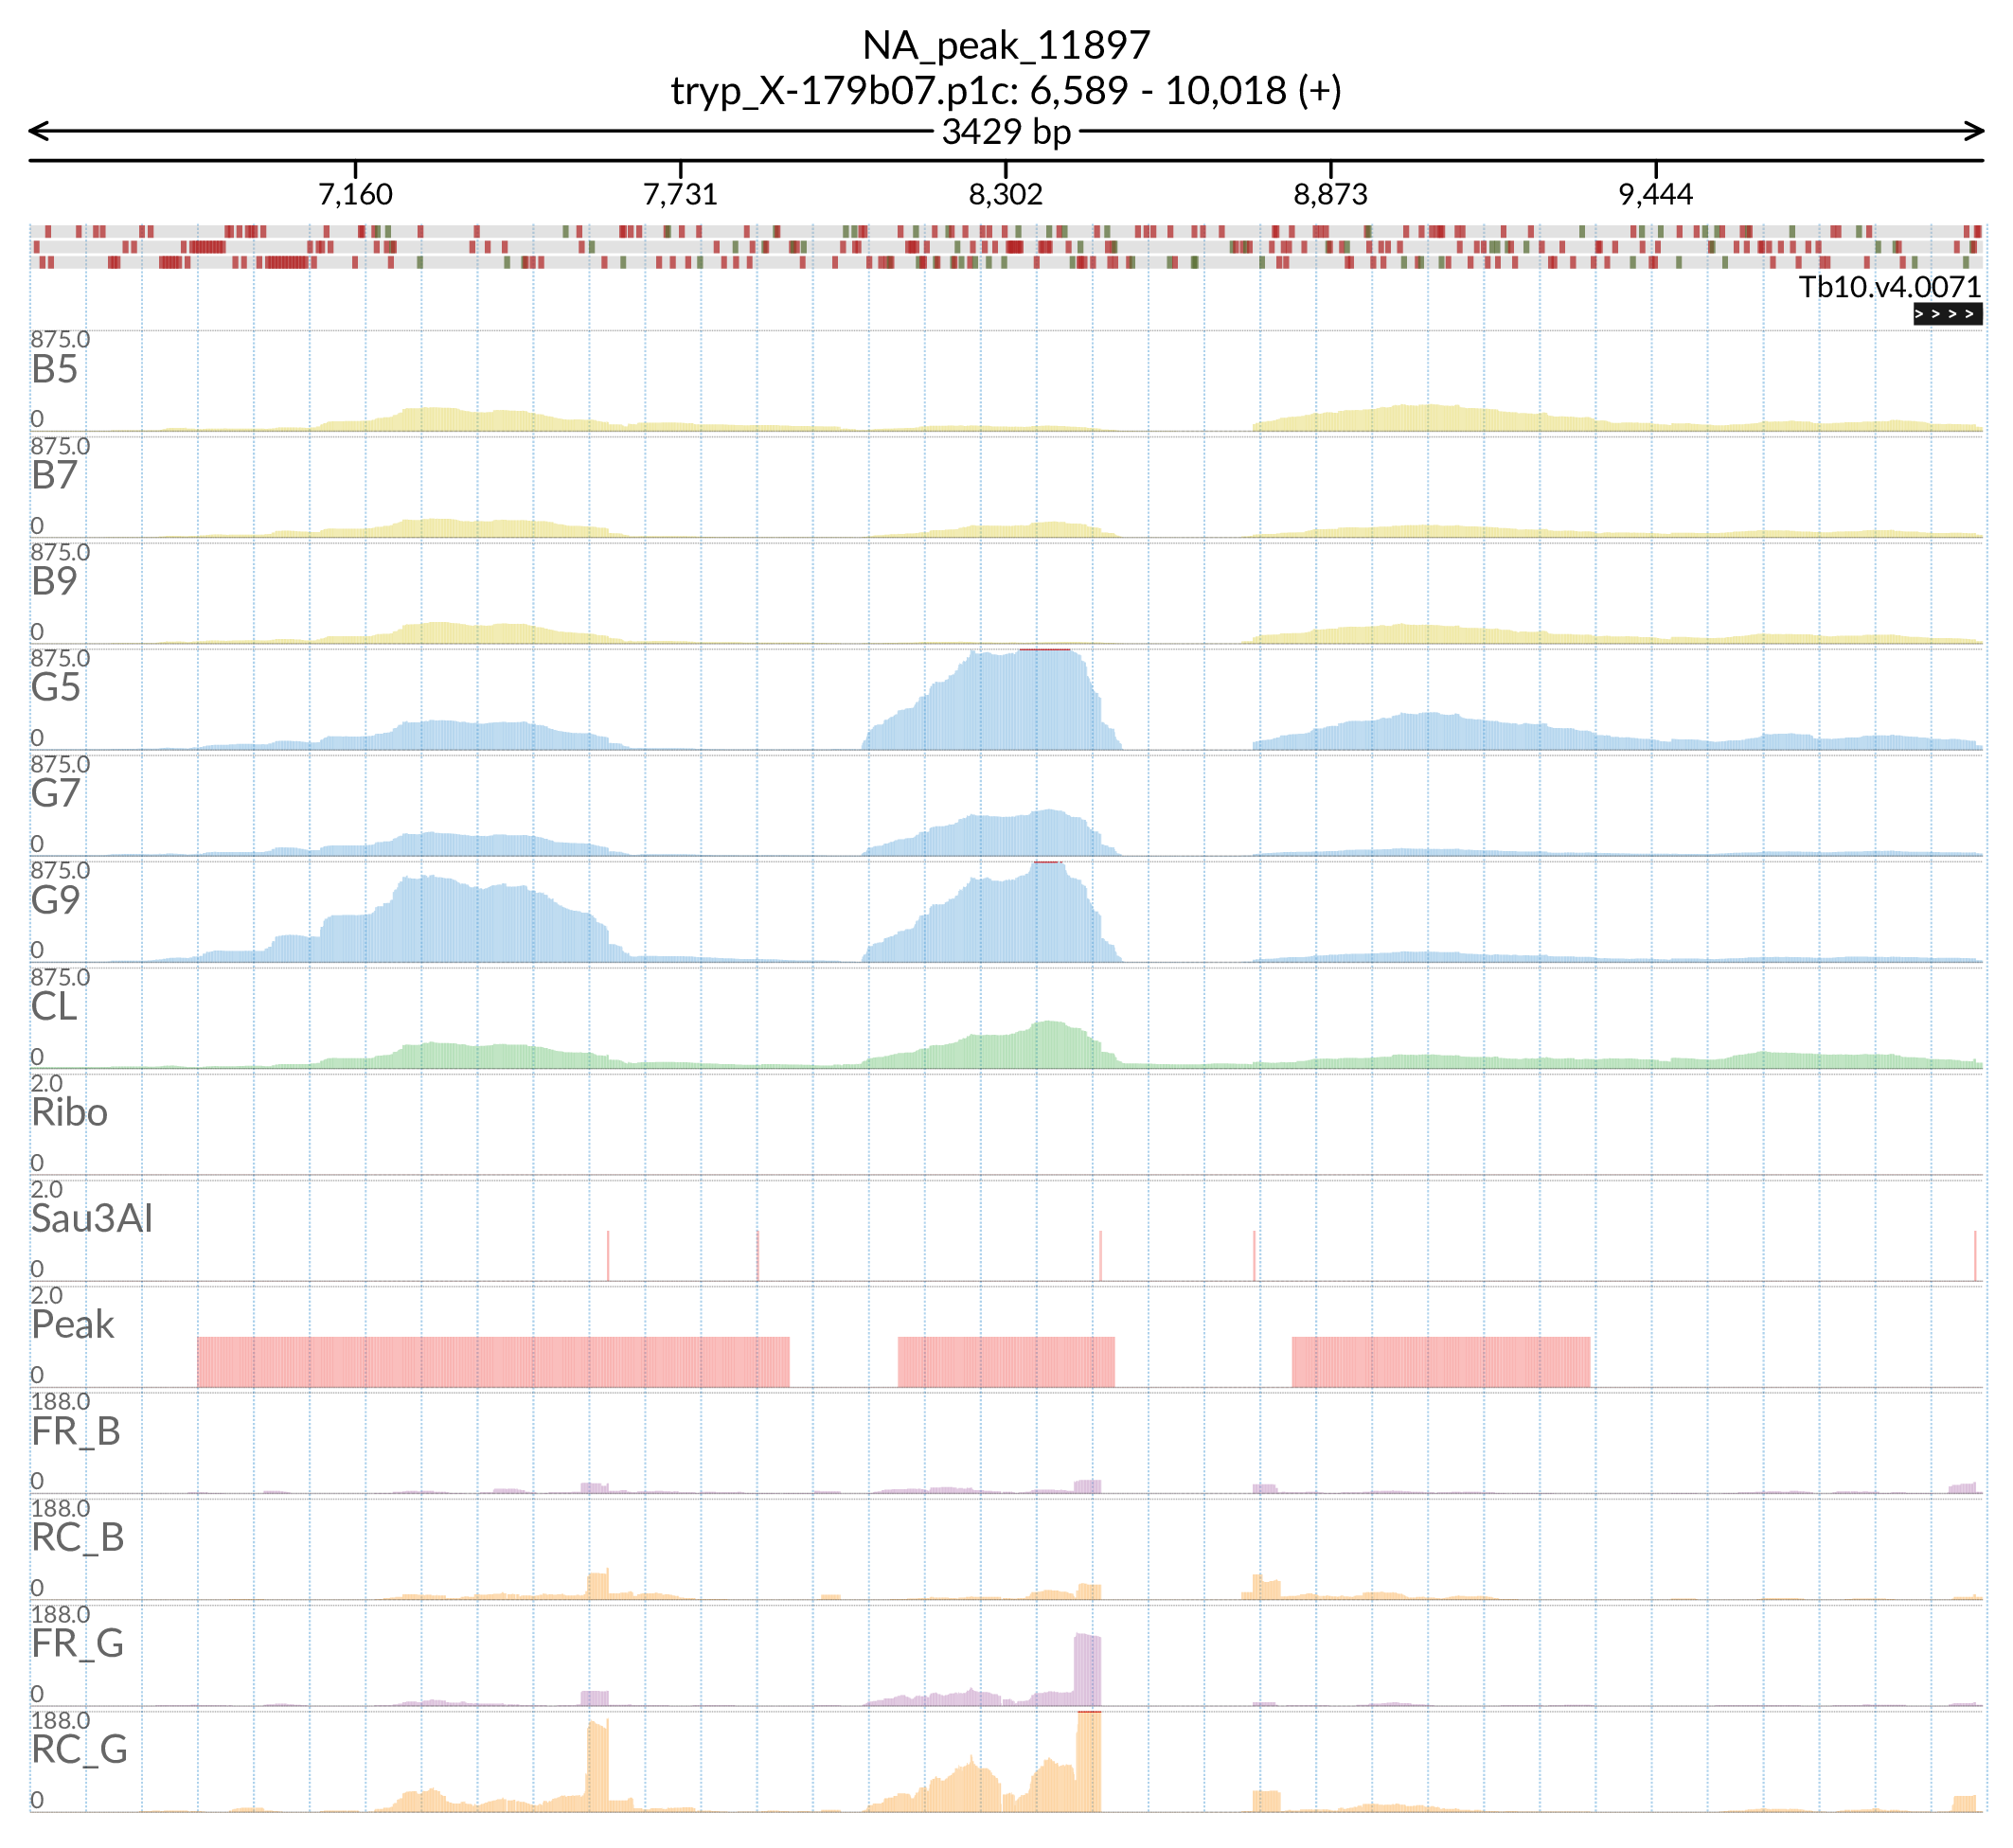 NA_peak_11897
tryp_X-179b07.p1c: 6,589 - 10,018 (+)
3429 bp
7,160 7,731 8,302 8,873 9,444
Tb10.v4.0071
> > > >
875.0
B5
0
875.0
B7
0
875.0
B9
0
875.0
G5
0
875.0
G7
0
875.0
G9
0
875.0
CL
0
2.0
Ribo
0
2.0
Sau3AI
0
2.0
Peak
0
188.0
FR_B
0
188.0
RC_B
0
188.0
FR_G
0
188.0
RC_G
0